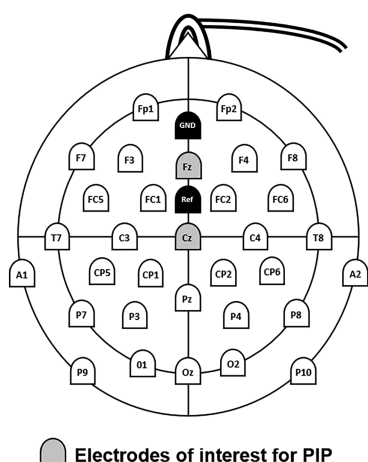 Fp1 Fp2
GND
F7 F3 Fz F4 F8
FC5 FC1 Ref FC2 FC6
T7 C3 Cz C4 T8
A1 CP5 CP1 CP2 CP6 A2
Pz
P7 P3 P4 P8
P9 01 Oz O2 P10
Electrodes of interest for PIP